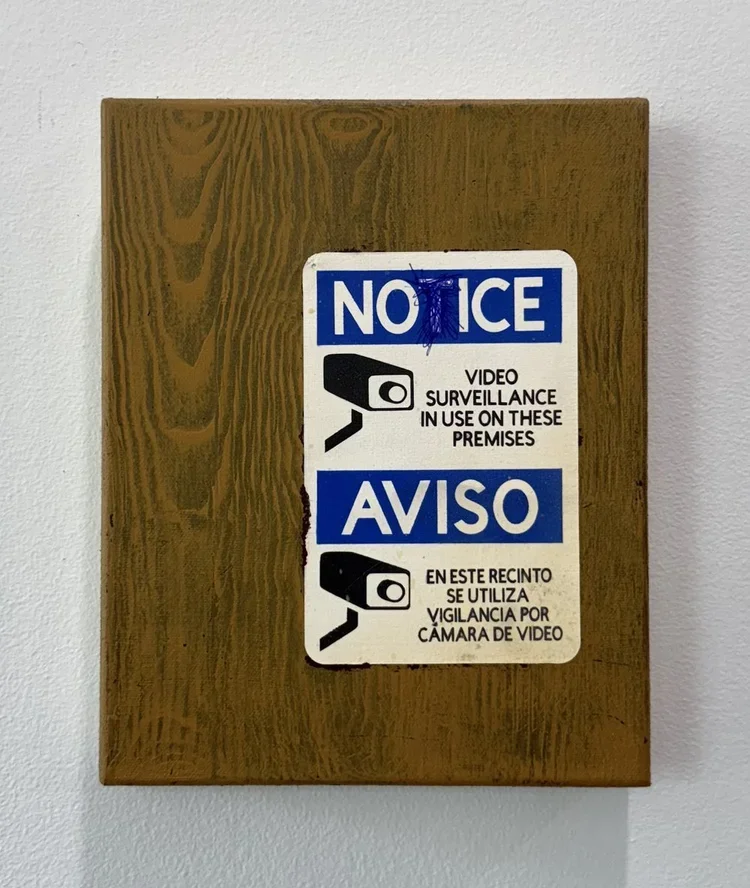 NOTICE
VIDEO
SURVEILLANCE
IN USE ON THESE
PREMISES
AVISO
EN ESTE RECINTO
SE UTILIZA
VIGILANCIA POR
CÁMARA DE VIDEO